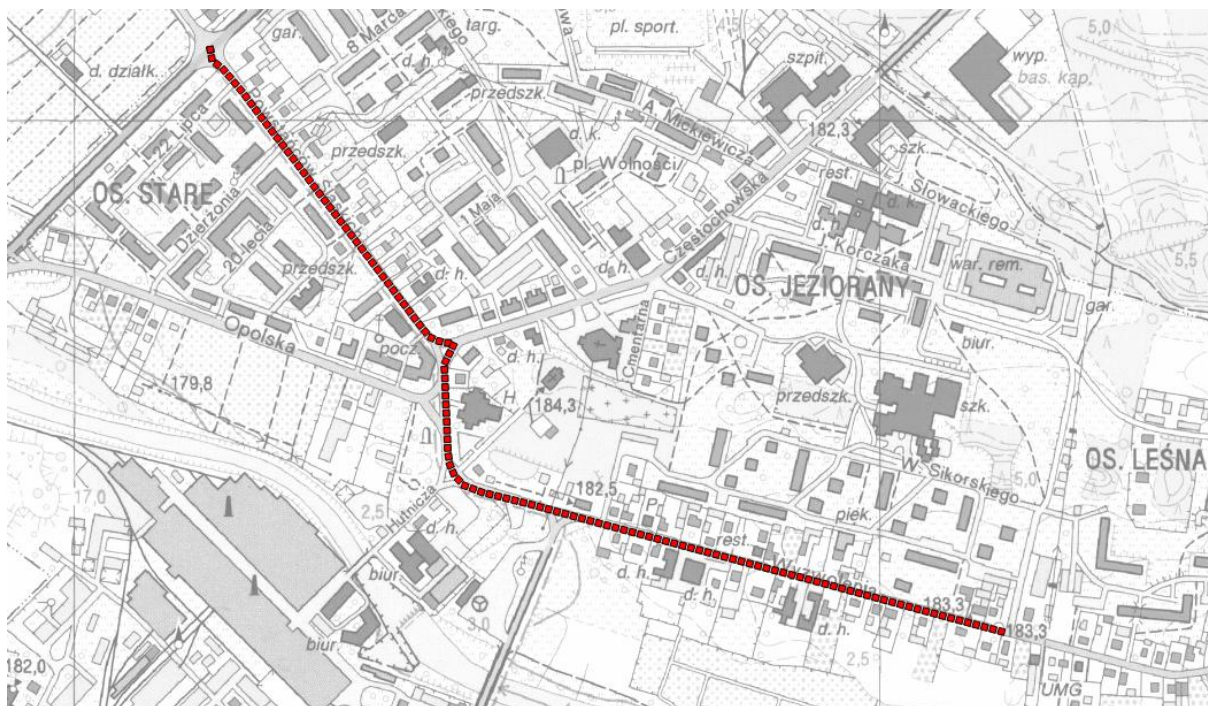 gar.
8 Marca
targ.
pl. sport.
4,5
wyp.
bas. kap.
5,0
d. działk.
d. h.
szpit.
przedszk.
A. Mickiewicza
182,3
22 Lipca
przedszk.
d. k.
szk.
pl. Wolności
rest.
J. Słowackiego
OS. STARE
Dzierżonia
1 Maja
Częstochowska
d. k.
d. h.
J. Korczaka
20-lecia
przedszk.
d. h.
d. h.
d. h.
war. rem.
5,5
OS. JEZIORANY
gar.
Opolska
poczt.
d. h.
Cmentarna
biur.
179,8
H.
184,3
przedszk.
szk.
OS. LEŚNA
W. Sikorskiego
5,0
17,0
182,5
2,5
Hutnicza
P.
piek.
d. h.
rest.
biur.
d. h.
Wyzwolenia
183,3
3,0
d. h.
183,3
biur.
2,5
182,0
UMG